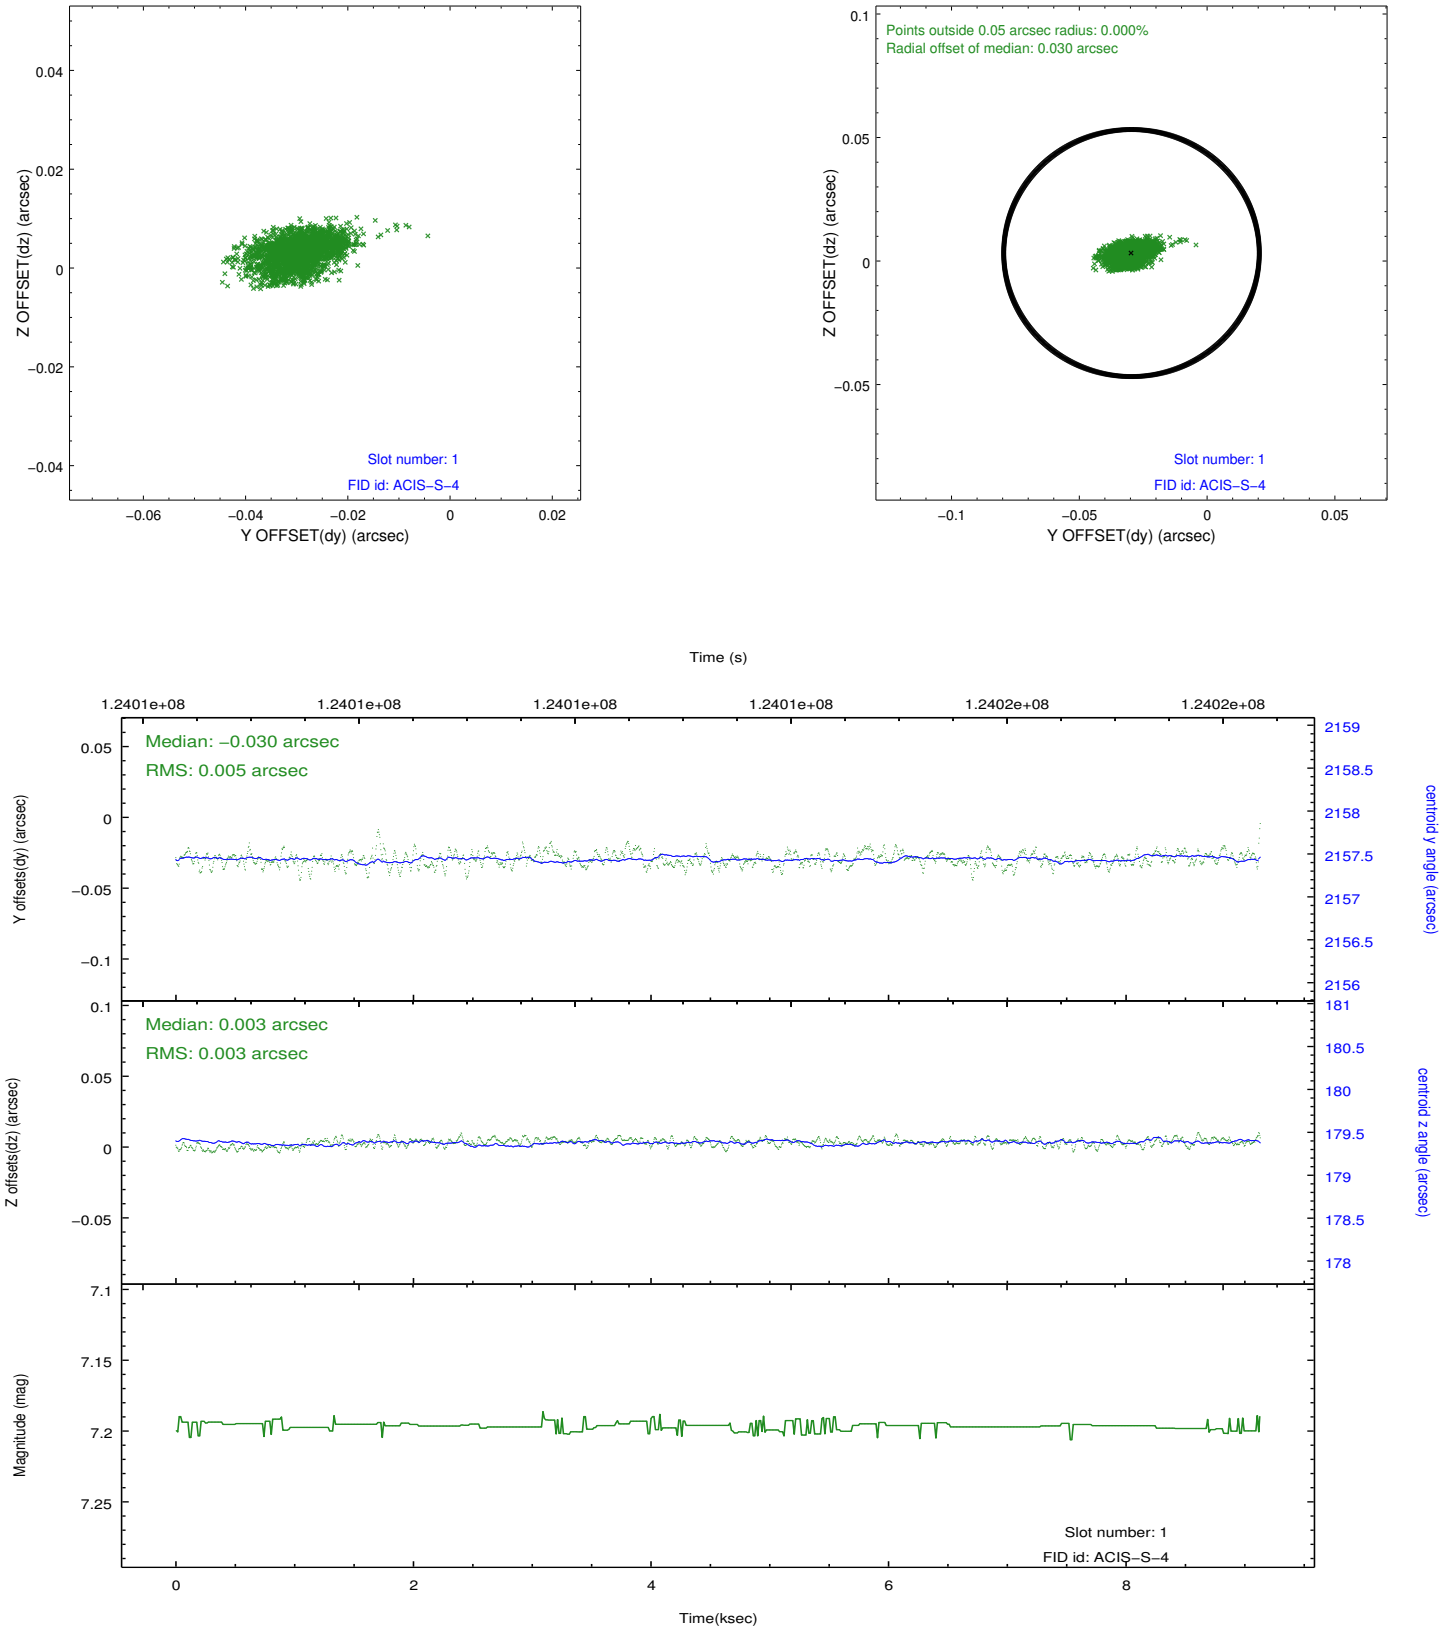 0.04
0.02
0
−0.02
−0.04
Z OFFSET(dz) (arcsec)
Slot number: 1
FID id: ACIS−S−4
−0.06 −0.04 −0.02 0 0.02
Y OFFSET(dy) (arcsec)
Points outside 0.05 arcsec radius: 0.000%
Radial offset of median: 0.030 arcsec
0.1
0.05
0
−0.05
Z OFFSET(dz) (arcsec)
Slot number: 1
FID id: ACIS−S−4
−0.1 −0.05 0 0.05
Y OFFSET(dy) (arcsec)
Time (s)
1.2401e+08 1.2401e+08 1.2401e+08 1.2401e+08 1.2402e+08 1.2402e+08
Median: −0.030 arcsec
RMS: 0.005 arcsec
0.05
0
−0.05
−0.1
Y offsets(dy) (arcsec)
2159
2158.5
2158
2157.5
2157
2156.5
2156
centroid y angle (arcsec)
Median: 0.003 arcsec
RMS: 0.003 arcsec
0.1
0.05
0
−0.05
Z offsets(dz) (arcsec)
181
180.5
180
179.5
179
178.5
178
centroid z angle (arcsec)
7.1
7.15
7.2
7.25
Magnitude (mag)
Slot number: 1
FID id: ACIS−S−4
0 2 4 6 8
Time(ksec)